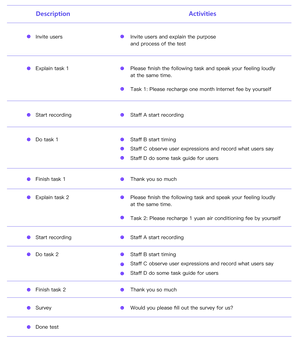 Description Activities
Invite users
Invite users and explain the purpose
and process of the test
Explain task 1
Please finish the following task and speak your feeling loudly
at the same time.
Task 1: Please recharge one month Internet fee by yourself
Start recording
Staff A start recording
Do task 1
Staff B start timing
Staff C observe user expressions and record what users say
Staff D do some task guide for users
Finish task 1
Thank you so much
Explain task 2
Please finish the following task and speak your feeling loudly
at the same time.
Task 2: Please recharge 1 yuan air conditioning fee by yourself
Start recording
Staff A start recording
Do task 2
Staff B start timing
Staff C observe user expressions and record what users say
Staff D do some task guide for users
Finish task 2
Thank you so much
Survey
Would you please fill out the survey for us?
Done test